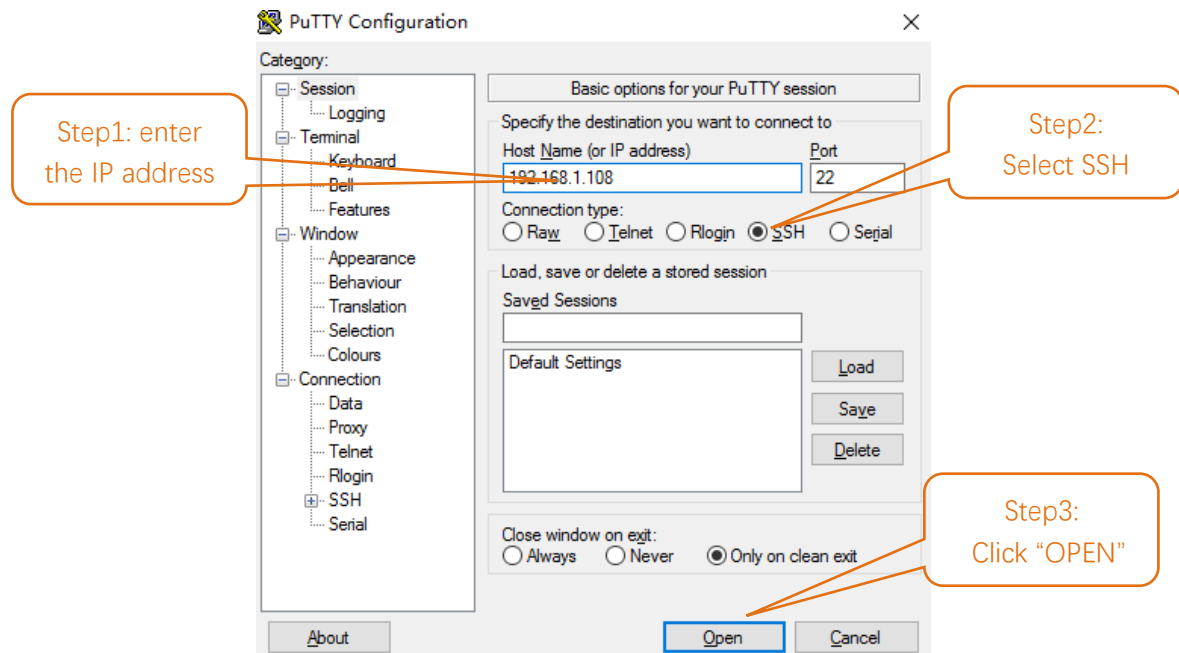 PuTTY Configuration
Category:
Session
Logging
Terminal
Keyboard
Bell
Features
Window
Appearance
Behaviour
Translation
Selection
Colours
Connection
Data
Proxy
Telnet
Rlogin
SSH
Serial
Basic options for your PuTTY session
Specify the destination you want to connect to
Host Name (or IP address) Port
192.168.1.108 22
Connection type:
Raw Telnet Rlogin SSH Serial
Load, save or delete a stored session
Saved Sessions
Default Settings
Load
Save
Delete
Close window on exit:
Always Never Only on clean exit
About Open Cancel
Step1: enter
the IP address
Step2:
Select SSH
Step3:
Click “OPEN”